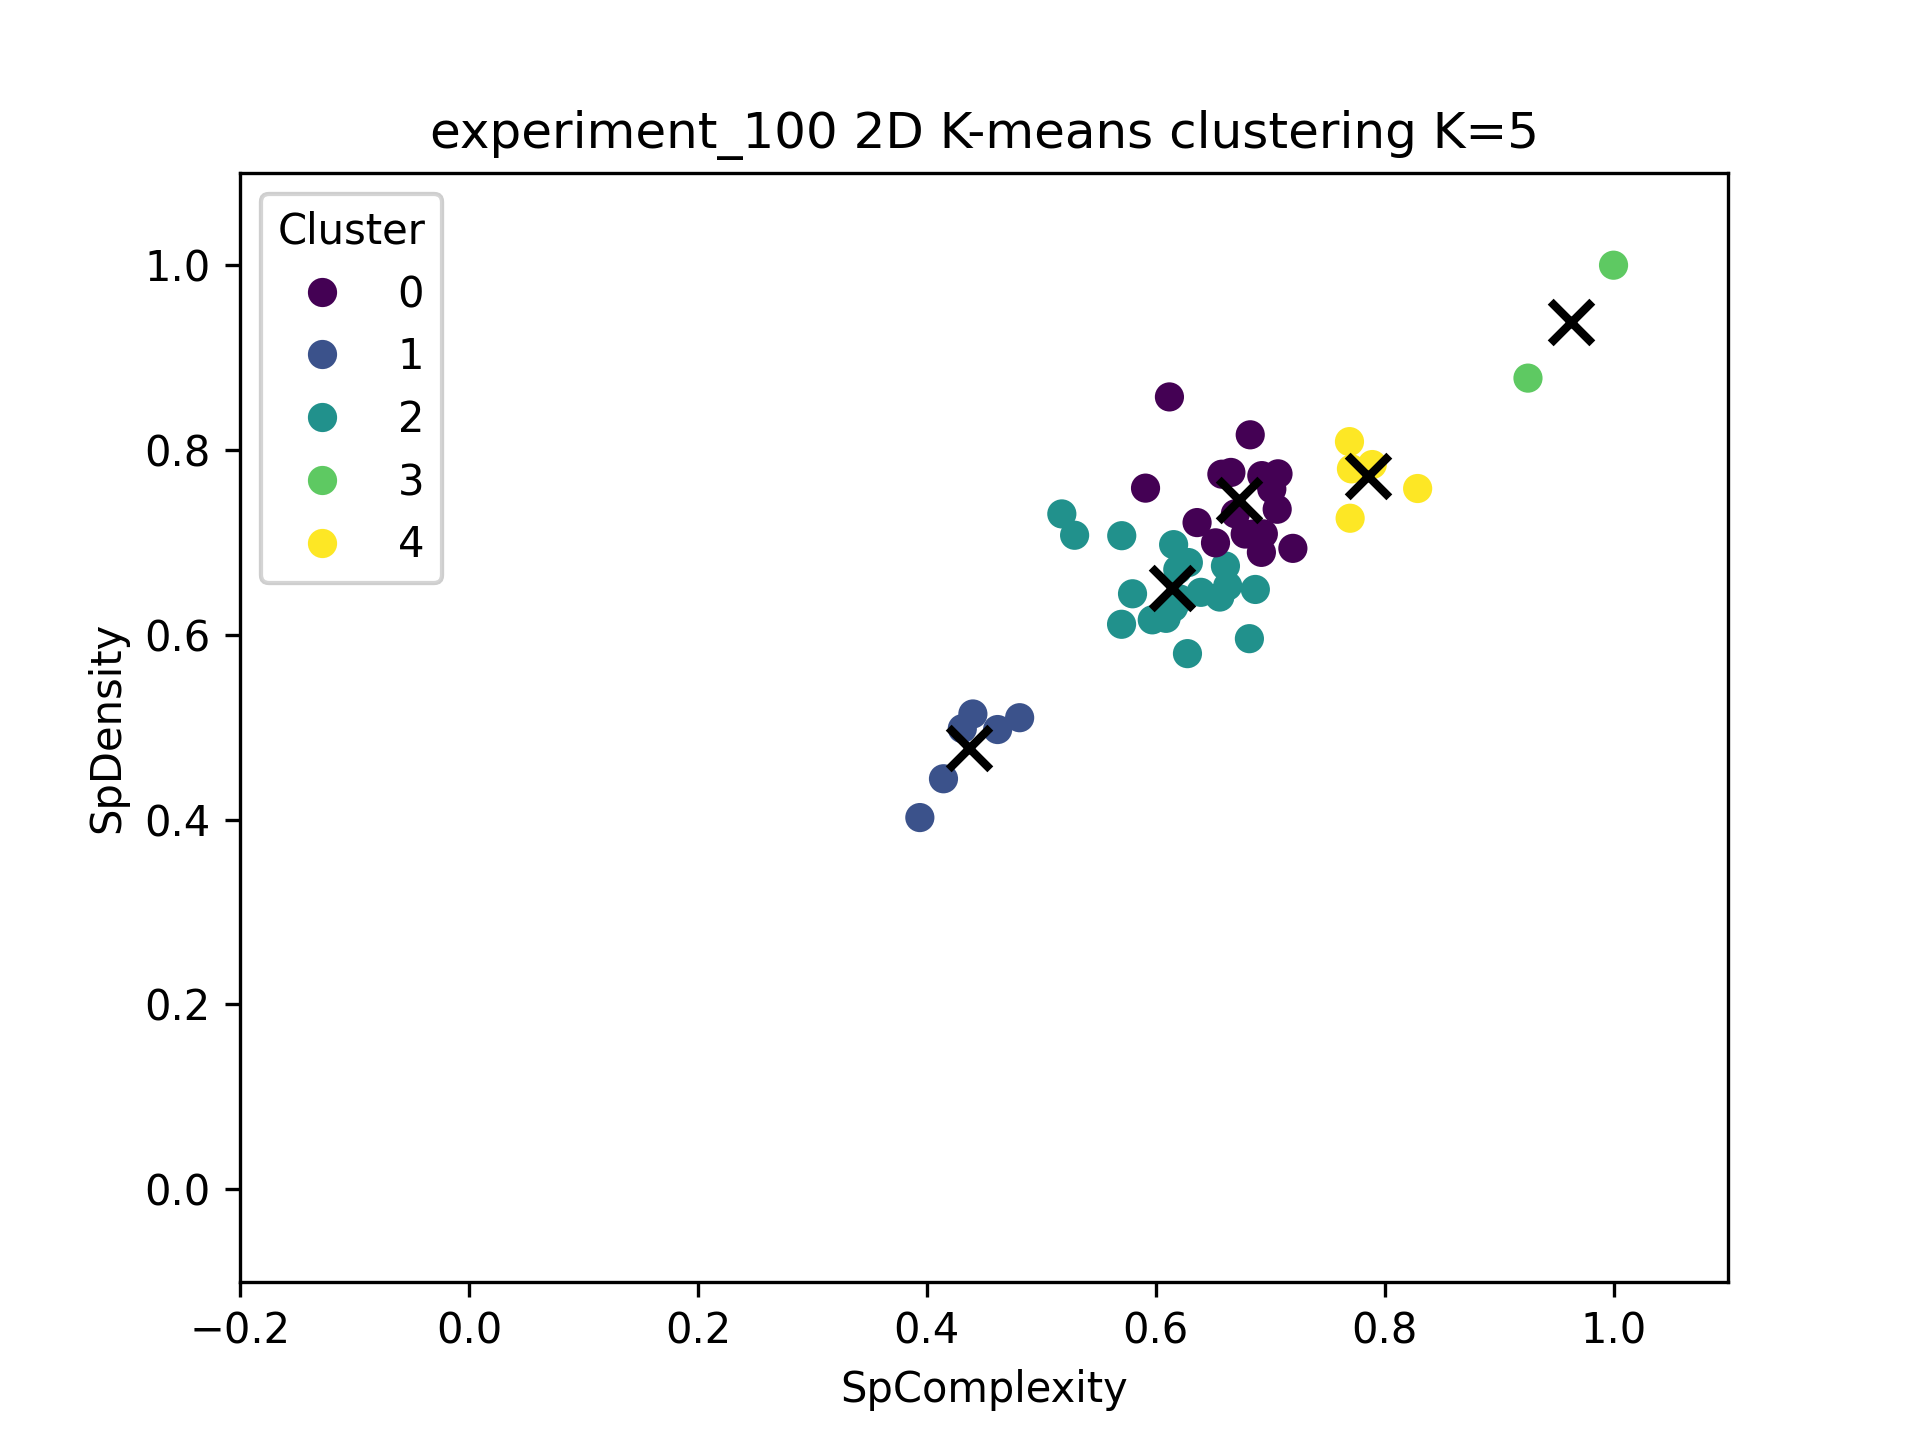 experiment_100 2D K-means clustering K=5
Cluster
0
1
2
3
4
1.0
0.8
0.6
0.4
0.2
0.0
SpDensity
−0.2 0.0 0.2 0.4 0.6 0.8 1.0
SpComplexity